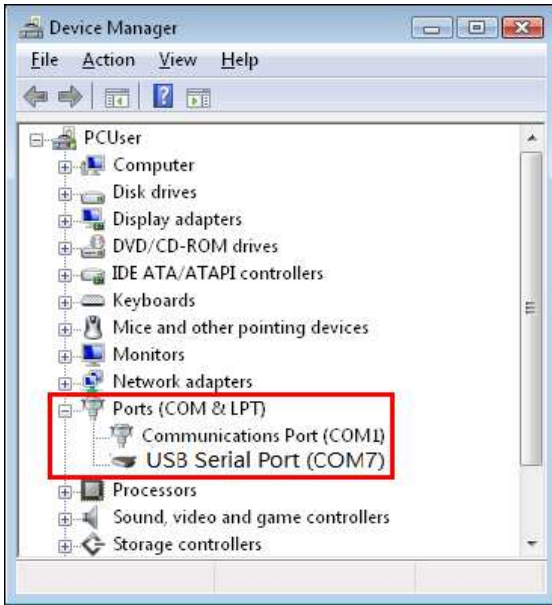 Device Manager
File Action View Help
PCUser
Computer
Disk drives
Display adapters
DVD/CD-ROM drives
IDE ATA/ATAPI controllers
Keyboards
Mice and other pointing devices
Monitors
Network adapters
Ports (COM & LPT)
Communications Port (COM1)
USB Serial Port (COM7)
Processors
Sound, video and game controllers
Storage controllers